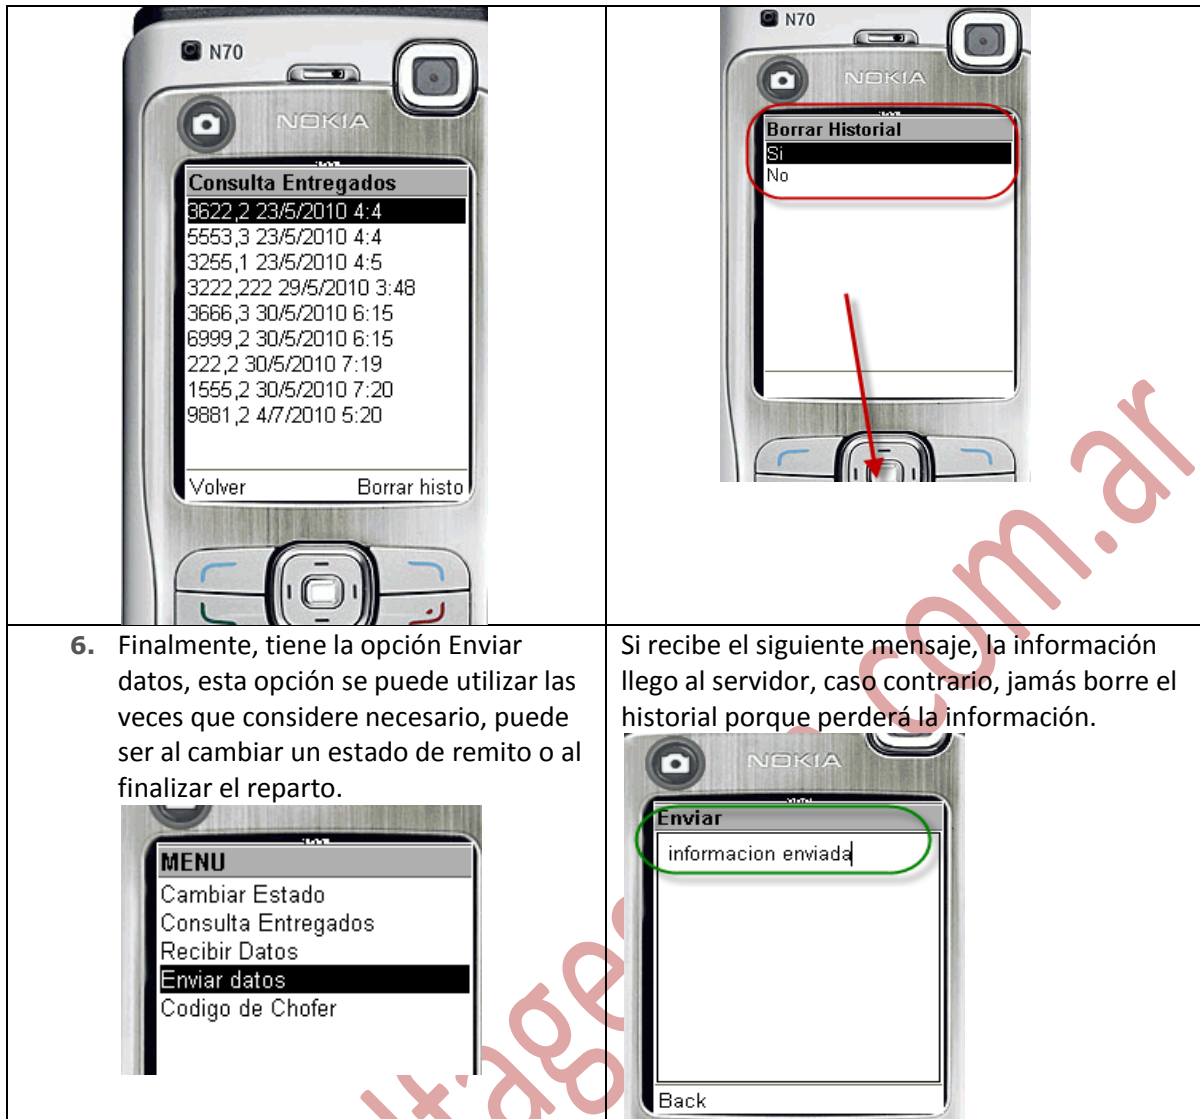 N70
NOKIA
Consulta Entregados
3622,2 23/5/2010 4:4
5553,3 23/5/2010 4:4
3255,1 23/5/2010 4:5
3222,222 29/5/2010 3:48
3666,3 30/5/2010 6:15
6999,2 30/5/2010 6:15
222,2 30/5/2010 7:19
1555,2 30/5/2010 7:20
9881,2 4/7/2010 5:20
Volver Borrar histo
N70
NOKIA
Borrar Historial
Si
No
6. Finalmente, tiene la opción Enviar
datos, esta opción se puede utilizar las
veces que considere necesario, puede
ser al cambiar un estado de remito o al
finalizar el reparto.
MENU
Cambiar Estado
Consulta Entregados
Recibir Datos
Enviar datos
Codigo de Chofer
Si recibe el siguiente mensaje, la información
llego al servidor, caso contrario, jamás borre el
historial porque perderá la información.
NOKIA
Enviar
informacion enviada
Back
com.ar